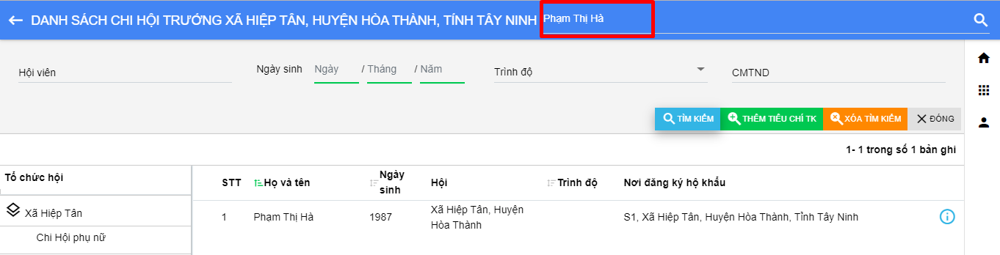 DANH SÁCH CHI HỘI TRƯỞNG XÃ HIỆP TÂN, HUYỆN HÒA THÀNH, TỈNH TÂY NINH Phạm Thị Hà
Hội viên Ngày sinh Ngày / Tháng / Năm Trình độ CMTND
TÌM KIẾM THÊM TIÊU CHÍ TK XÓA TÌM KIẾM ĐÓNG
1- 1 trong số 1 bản ghi
Tổ chức hội
Xã Hiệp Tân
Chi Hội phụ nữ
STT Họ và tên Ngày sinh Hội Trình độ Nơi đăng ký hộ khẩu
1 Phạm Thị Hà 1987 Xã Hiệp Tân, Huyện Hòa Thành S1, Xã Hiệp Tân, Huyện Hòa Thành, Tỉnh Tây Ninh